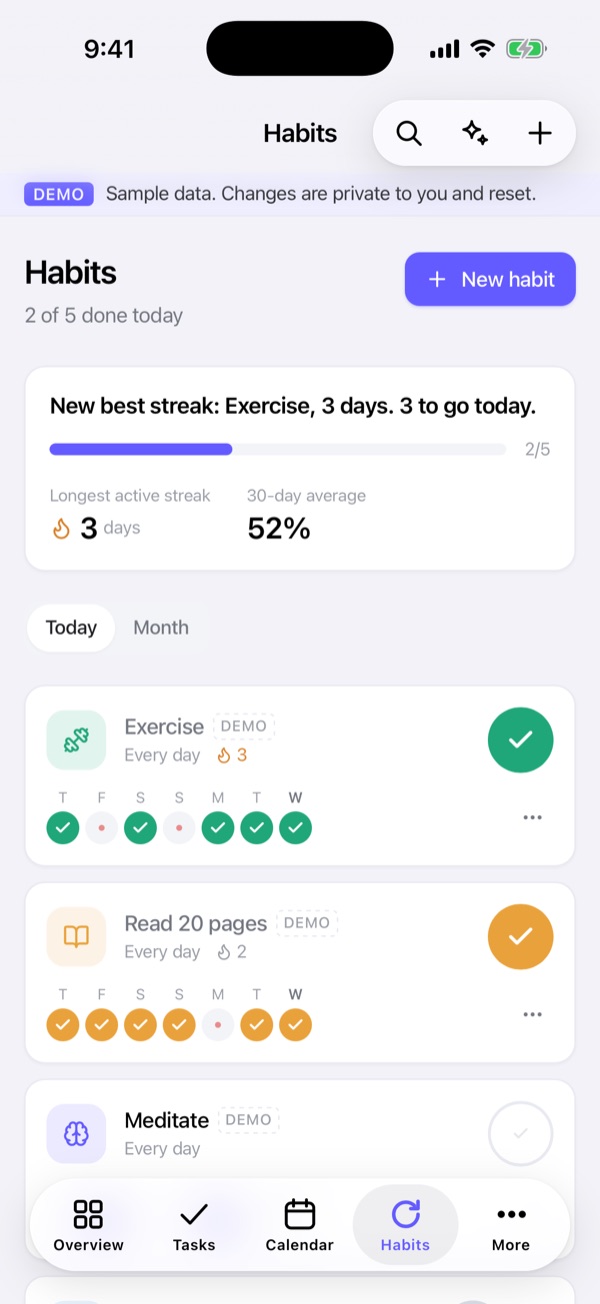 9:41
Habits
DEMO Sample data. Changes are private to you and reset.
Habits
+ New habit
2 of 5 done today
New best streak: Exercise, 3 days. 3 to go today.
2/5
Longest active streak 30-day average
3 days 52%
Today Month
Exercise DEMO
Every day 3
T F S S M T W
Read 20 pages DEMO
Every day 2
T F S S M T W
Meditate DEMO
Every day
Overview Tasks Calendar Habits More